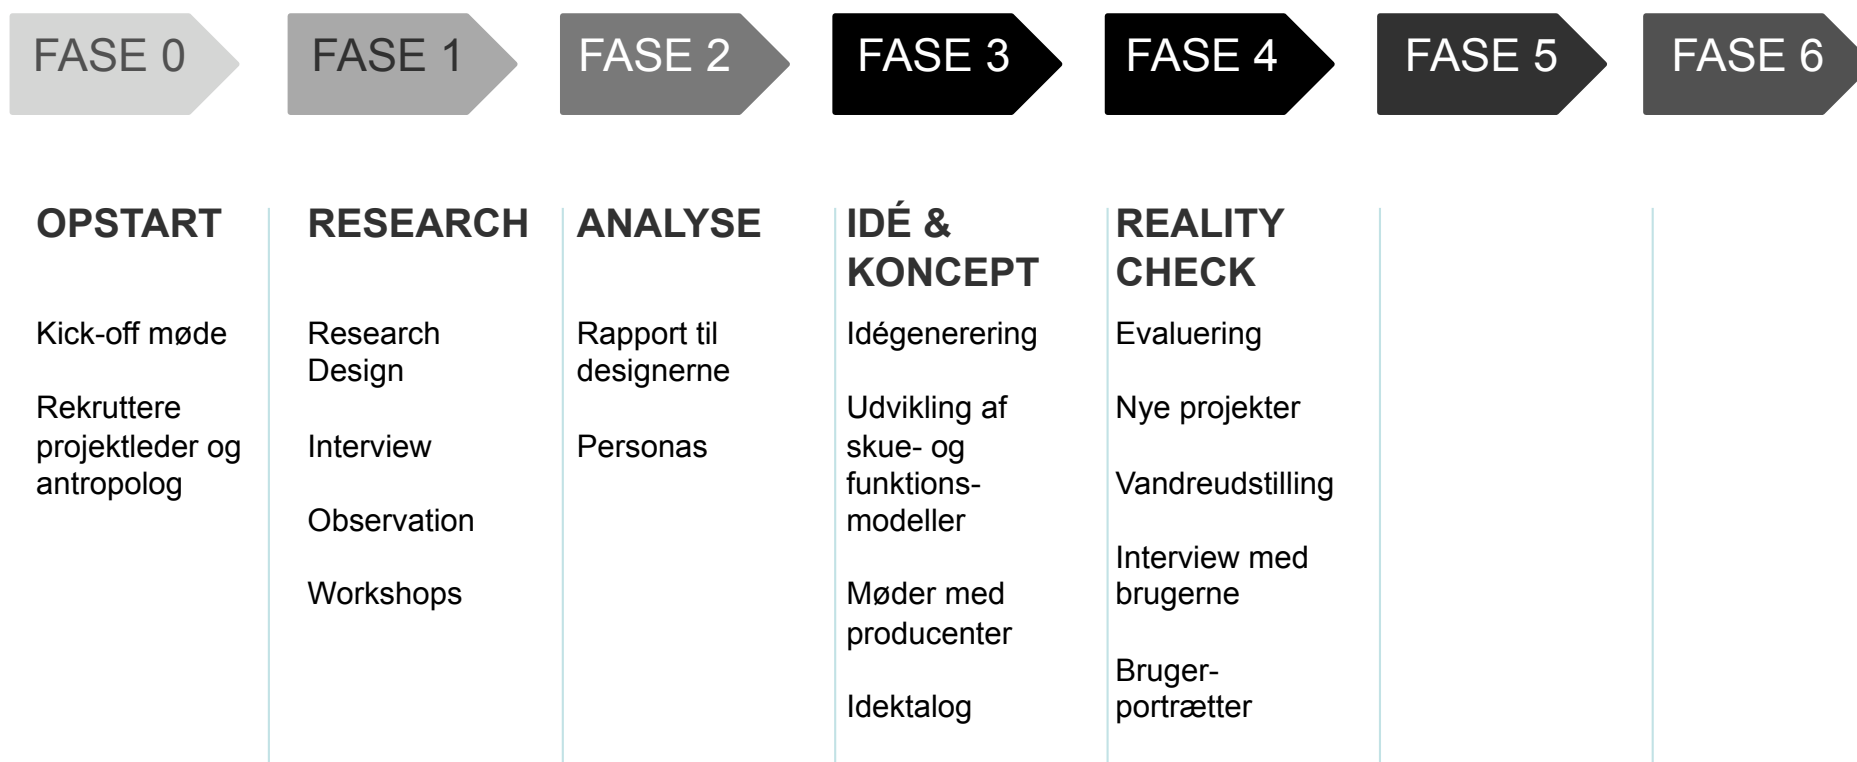 FASE 0
FASE 1
FASE 2
FASE 3
FASE 4
FASE 5
FASE 6
OPSTART
Kick-off møde
Rekruttere
projektleder og
antropolog
RESEARCH
Research
Design
Interview
Observation
Workshops
ANALYSE
Rapport til
designerne
Personas
IDÉ &
KONCEPT
Idégenerering
Udvikling af
skue- og
funktions-
modeller
Møder med
producenter
Idektalog
REALITY
CHECK
Evaluering
Nye projekter
Vandreudstilling
Interview med
brugerne
Bruger-
portrætter